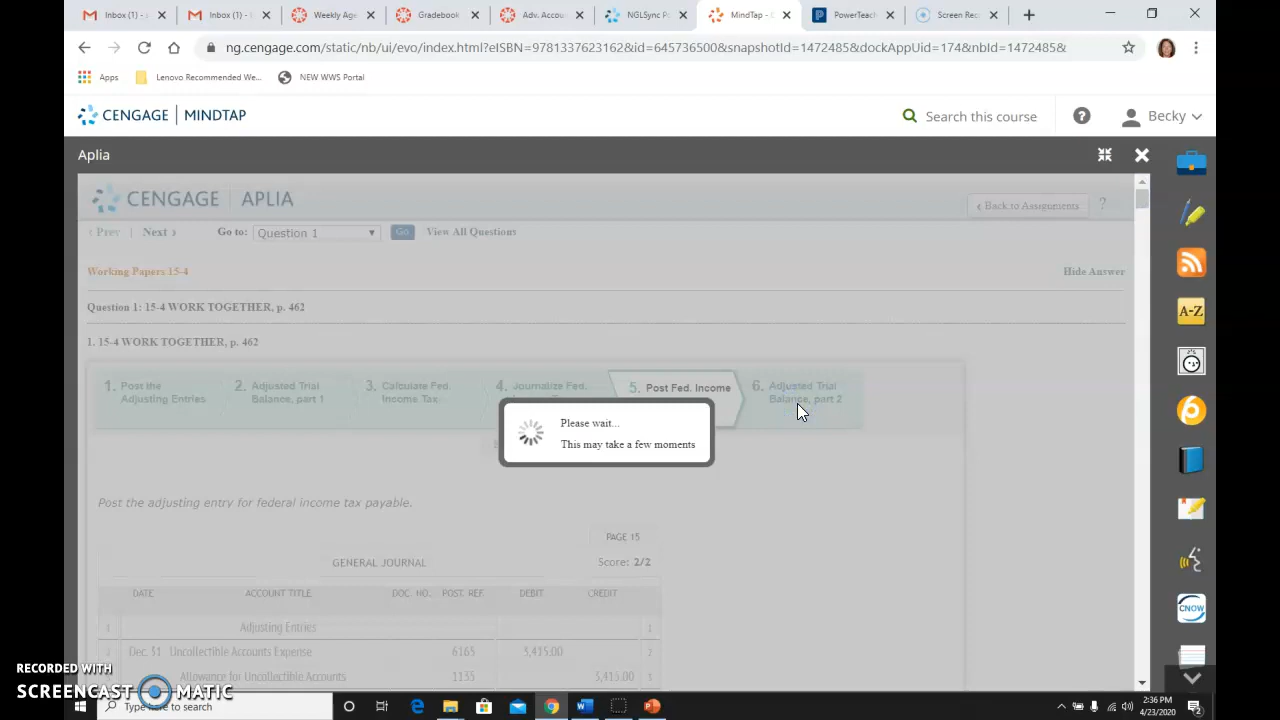 Inbox (1) -
Inbox (1) -
Weekly Age
Gradebook
Adv. Accou
NGLSync P
MindTap -
PowerTeach
Screen Rec
ng.cengage.com/static/nb/ui/evo/index.html?eISBN=9781337623162&id=645736500&snapshotId=1472485&dockAppUid=174&nbId=1472485&
Apps
Lenovo Recommended We...
NEW WWS Portal
CENGAGE | MINDTAP
Search this course
Becky
Aplia
CENGAGE | APLIA
Back to Assignments
?
Prev | Next
Go to: Question 1
Go
View All Questions
Working Papers 15-4
Hide Answer
Question 1: 15-4 WORK TOGETHER, p. 462
1. 15-4 WORK TOGETHER, p. 462
1. Post the
Adjusting Entries
2. Adjusted Trial
Balance, part 1
3. Calculate Fed.
Income Tax
4. Journalize Fed.
5. Post Fed. Income
6. Adjusted Trial
Balance, part 2
Please wait...
This may take a few moments
Post the adjusting entry for federal income tax payable.
PAGE 15
GENERAL JOURNAL
Score: 2/2
DATE ACCOUNT TITLE DOC. NO. POST. REF. DEBIT CREDIT
1 Adjusting Entries 1
2 Dec. 31 Uncollectible Accounts Expense 6165 3,415.00 2
3 Allowance for Uncollectible Accounts 1135 3,415.00 3
A-Z
CNOW
RECORDED WITH
SCREENCAST MATIC
Type here to search
2:36 PM
4/23/2020